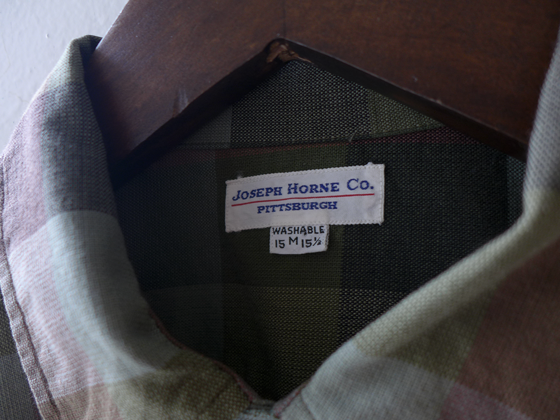 JOSEPH HORNE CO.
PITTSBURGH
WASHABLE
15 M 15½